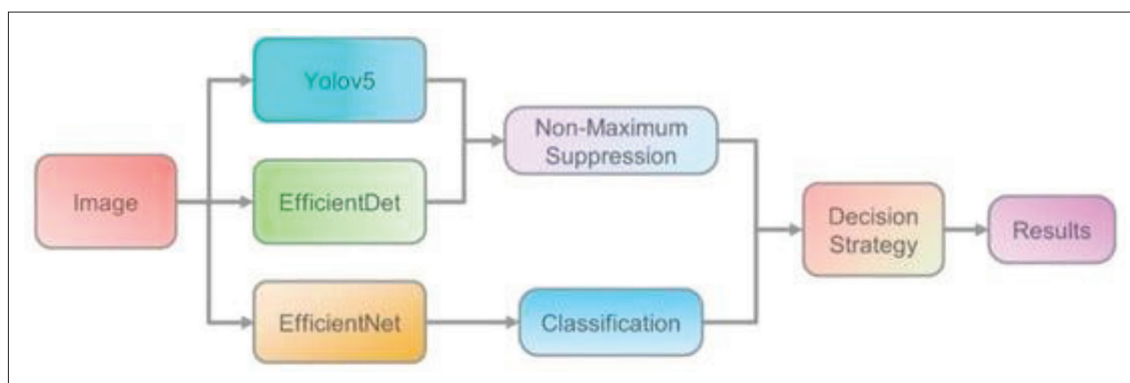 Image
Yolov5
EfficientDet
EfficientNet
Non-Maximum
Suppression
Classification
Decision
Strategy
Results